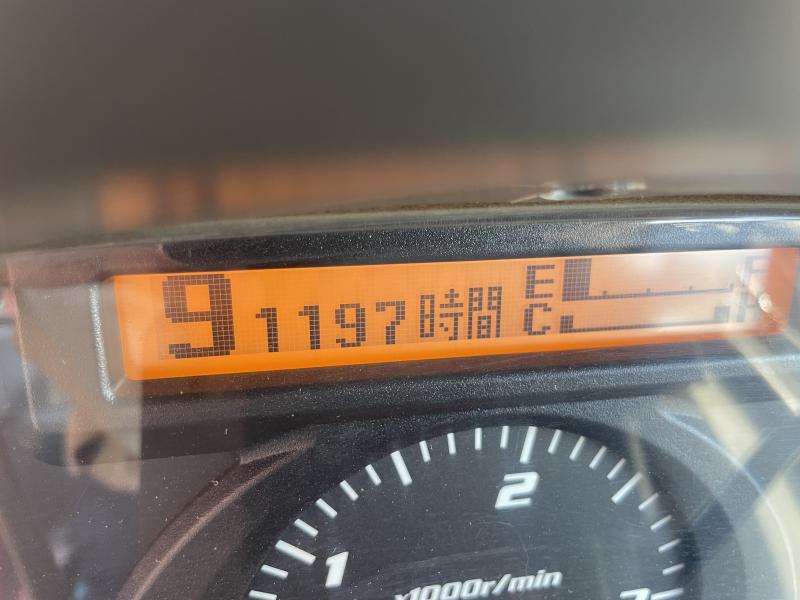 9 1197時間 E F
C H
2
1
x1000r/min